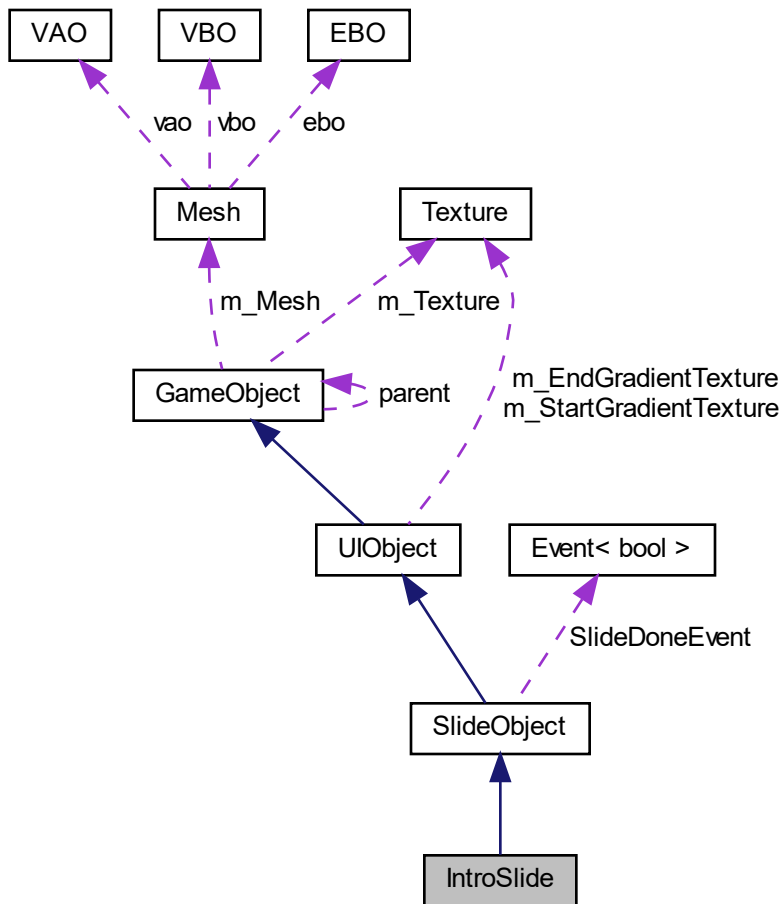 VAO
VBO
EBO
vao
vbo
ebo
Mesh
Texture
m_Mesh
m_Texture
GameObject
parent
m_EndGradientTexture
m_StartGradientTexture
UIObject
Event< bool >
SlideDoneEvent
SlideObject
IntroSlide